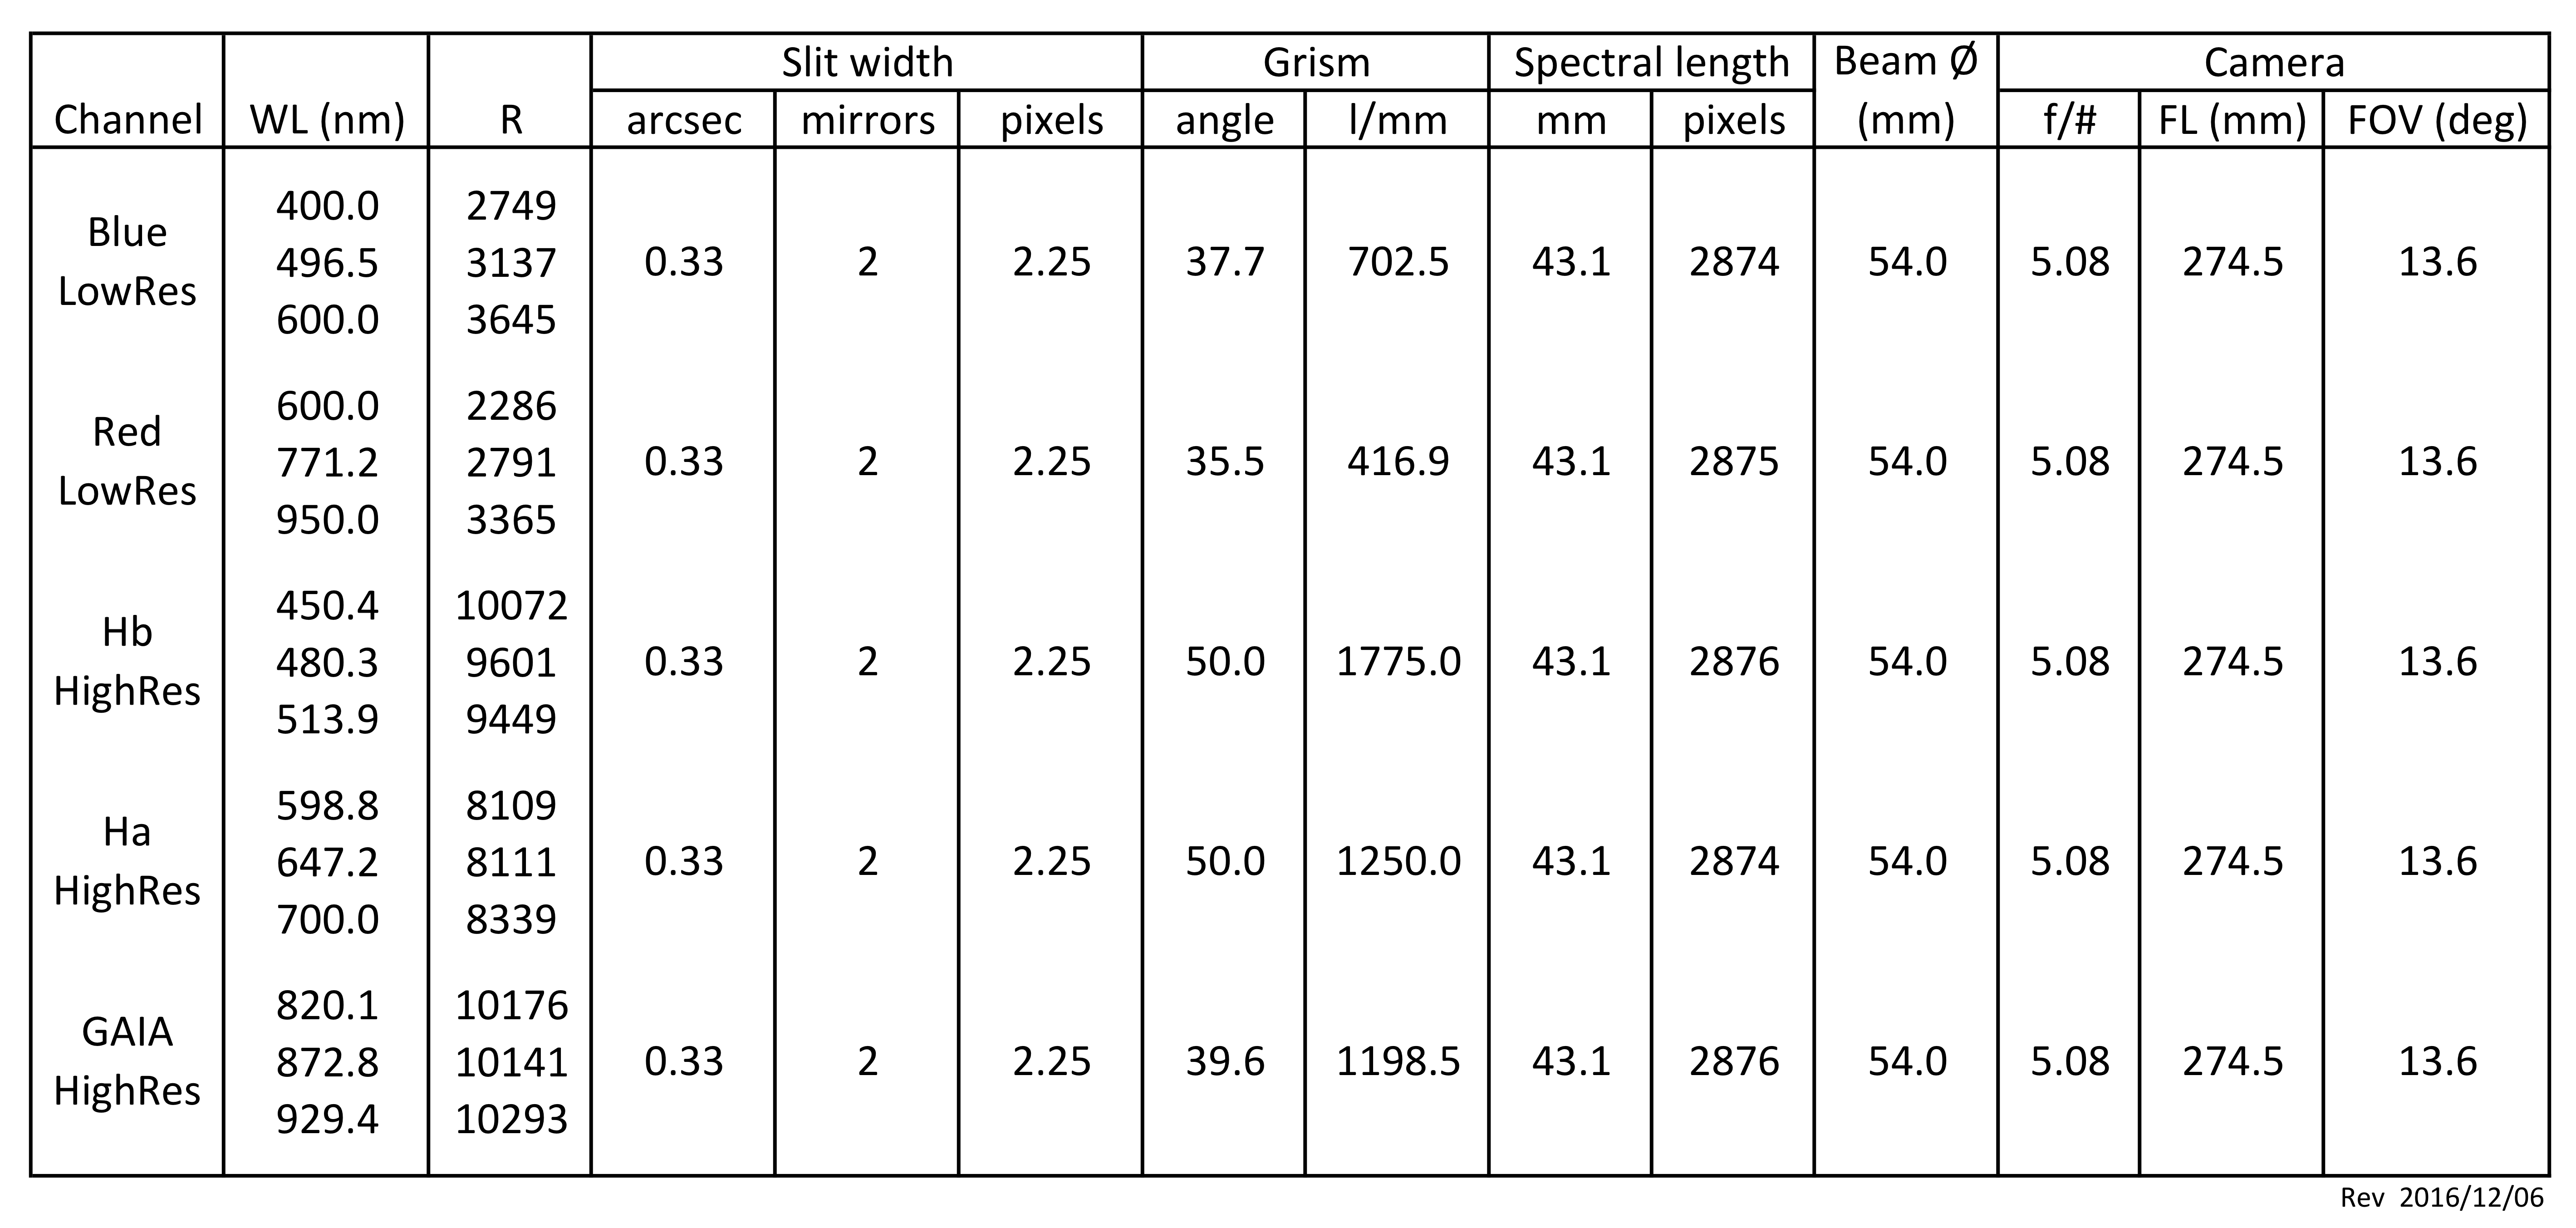 Slit width Grism Spectral length Beam Ø Camera
Channel WL (nm) R arcsec mirrors pixels angle l/mm mm pixels (mm) f/# FL (mm) FOV (deg)
400.0 2749
Blue
496.5 3137 0.33 2 2.25 37.7 702.5 43.1 2874 54.0 5.08 274.5 13.6
LowRes
600.0 3645
600.0 2286
Red
771.2 2791 0.33 2 2.25 35.5 416.9 43.1 2875 54.0 5.08 274.5 13.6
LowRes
950.0 3365
450.4 10072
Hb
480.3 9601 0.33 2 2.25 50.0 1775.0 43.1 2876 54.0 5.08 274.5 13.6
HighRes
513.9 9449
598.8 8109
Ha
647.2 8111 0.33 2 2.25 50.0 1250.0 43.1 2874 54.0 5.08 274.5 13.6
HighRes
700.0 8339
820.1 10176
GAIA
872.8 10141 0.33 2 2.25 39.6 1198.5 43.1 2876 54.0 5.08 274.5 13.6
HighRes
929.4 10293
Rev 2016/12/06